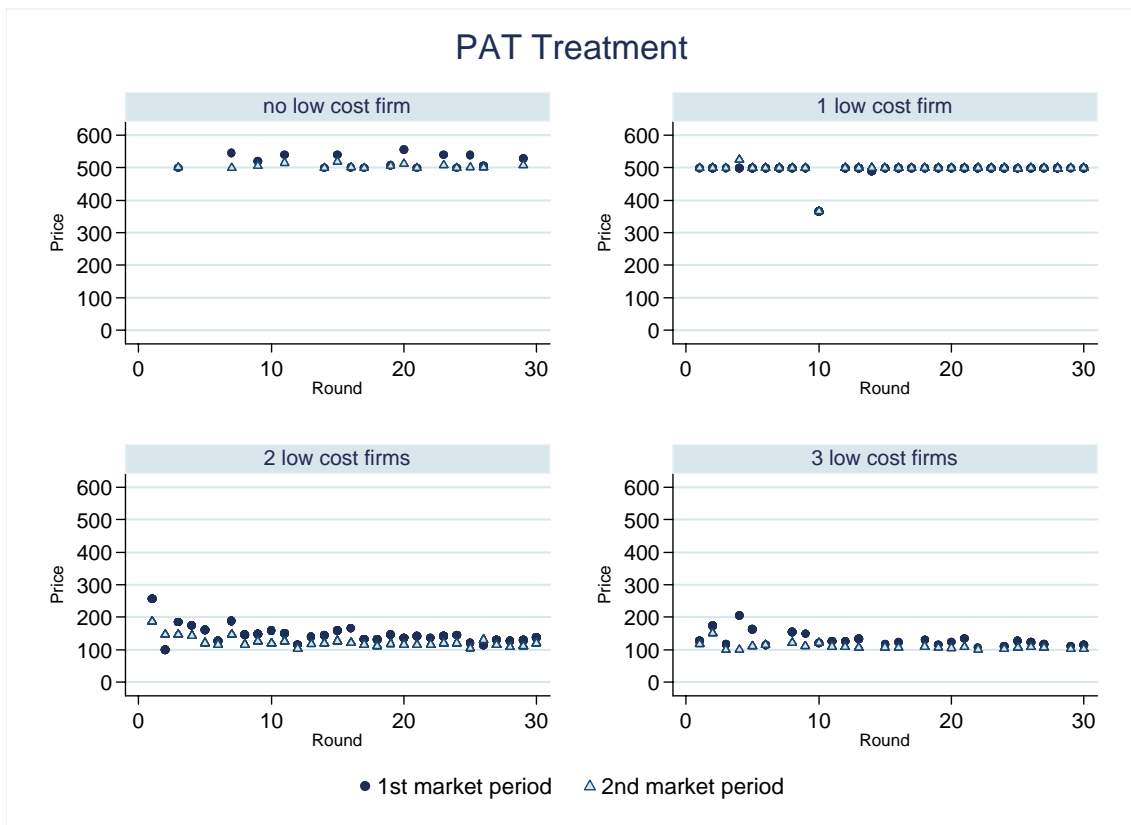 PAT Treatment
no low cost firm
1 low cost firm
600
500
400
300
200
100
0
Price
0 10 20 30
Round
600
500
400
300
200
100
0
Price
0 10 20 30
Round
2 low cost firms
3 low cost firms
600
500
400
300
200
100
0
Price
0 10 20 30
Round
600
500
400
300
200
100
0
Price
0 10 20 30
Round
1st market period 2nd market period